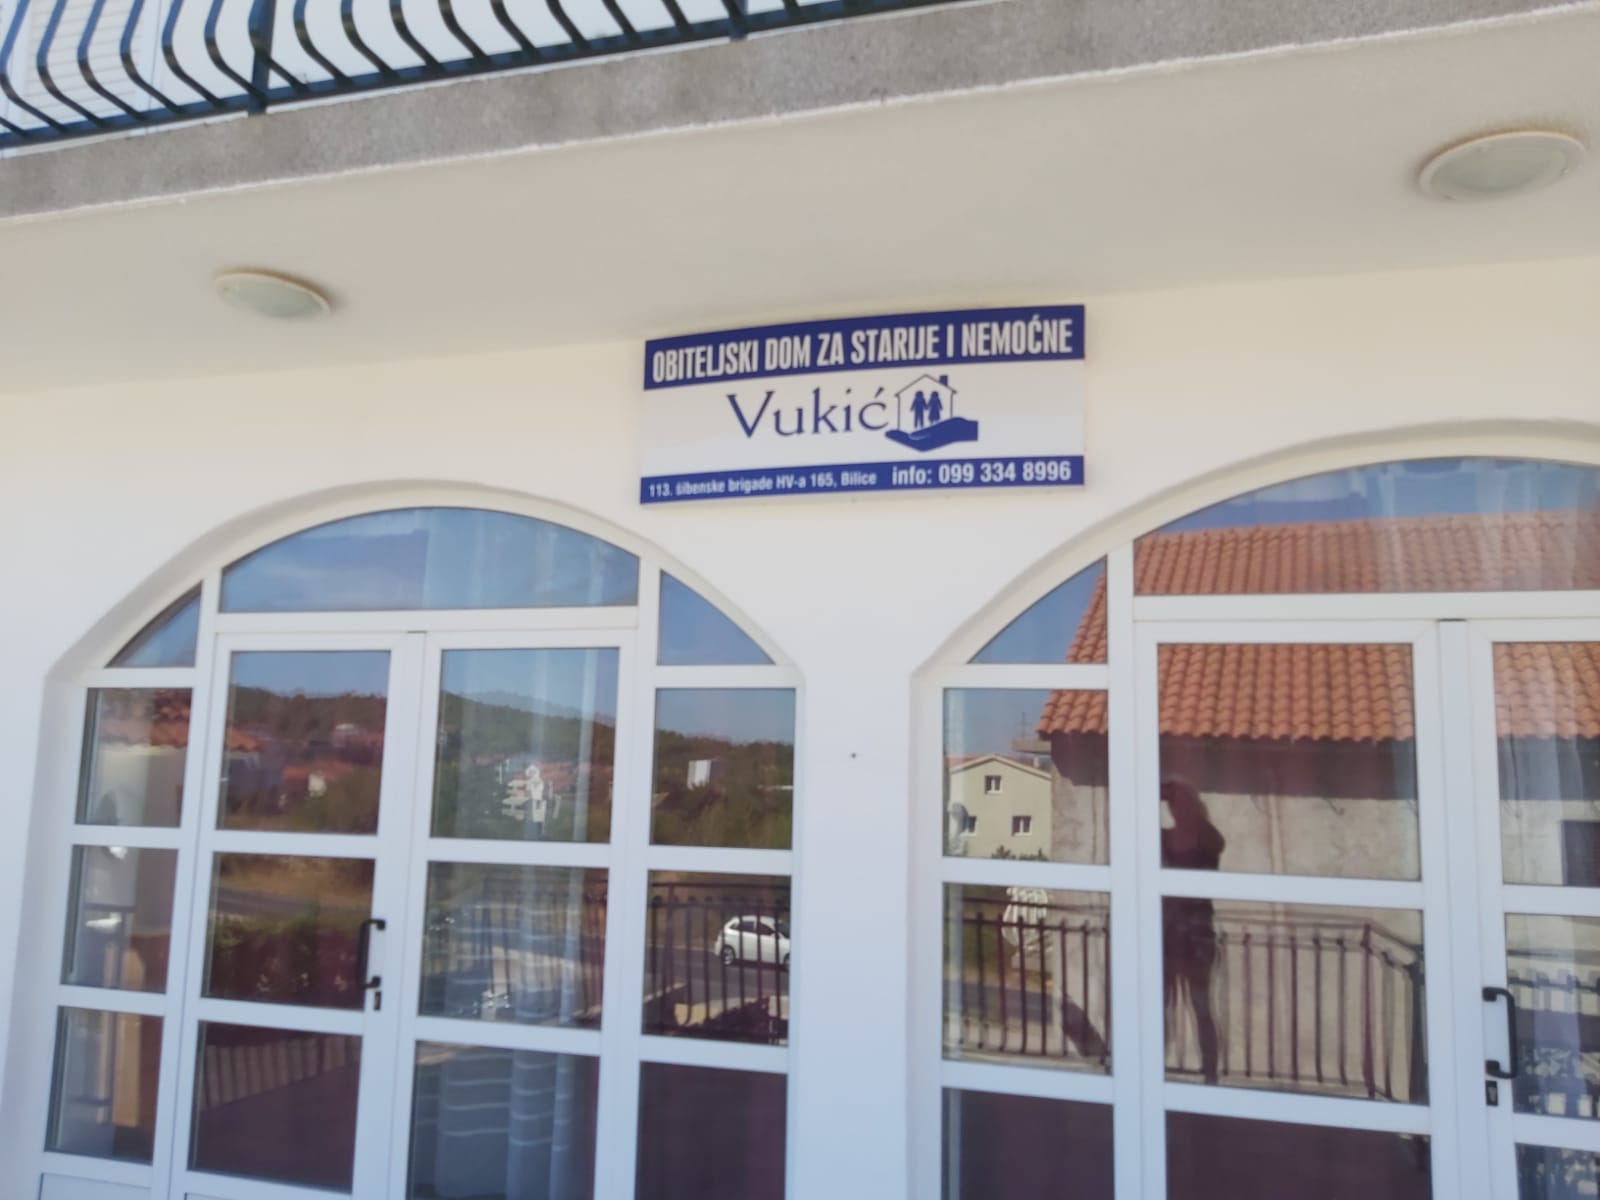 OBITELJSKI DOM ZA STARIJE I NEMOĆNE
Vukić
113. šibenske brigade HV-a 165, Bilice info: 099 334 8996